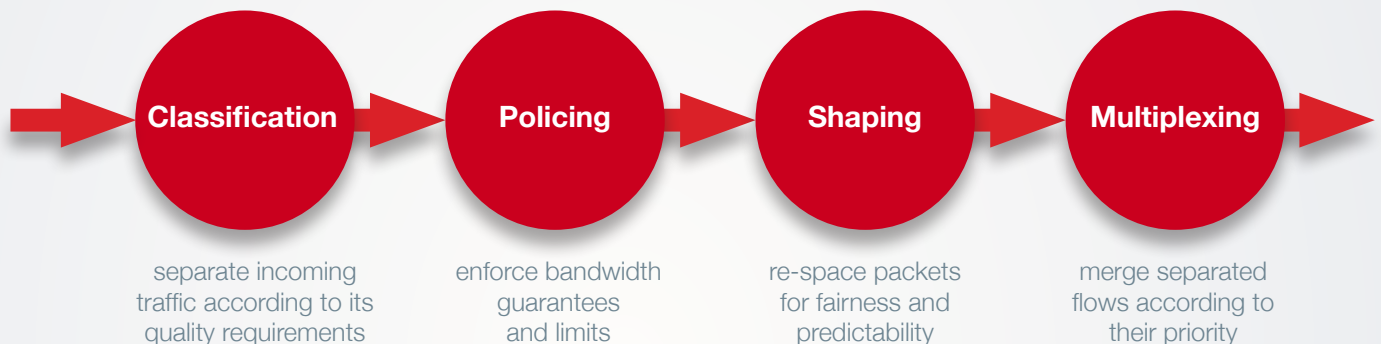 Classification
separate incoming
traffic according to its
quality requirements
Policing
enforce bandwidth
guarantees
and limits
Shaping
re-space packets
for fairness and
predictability
Multiplexing
merge separated
flows according to
their priority